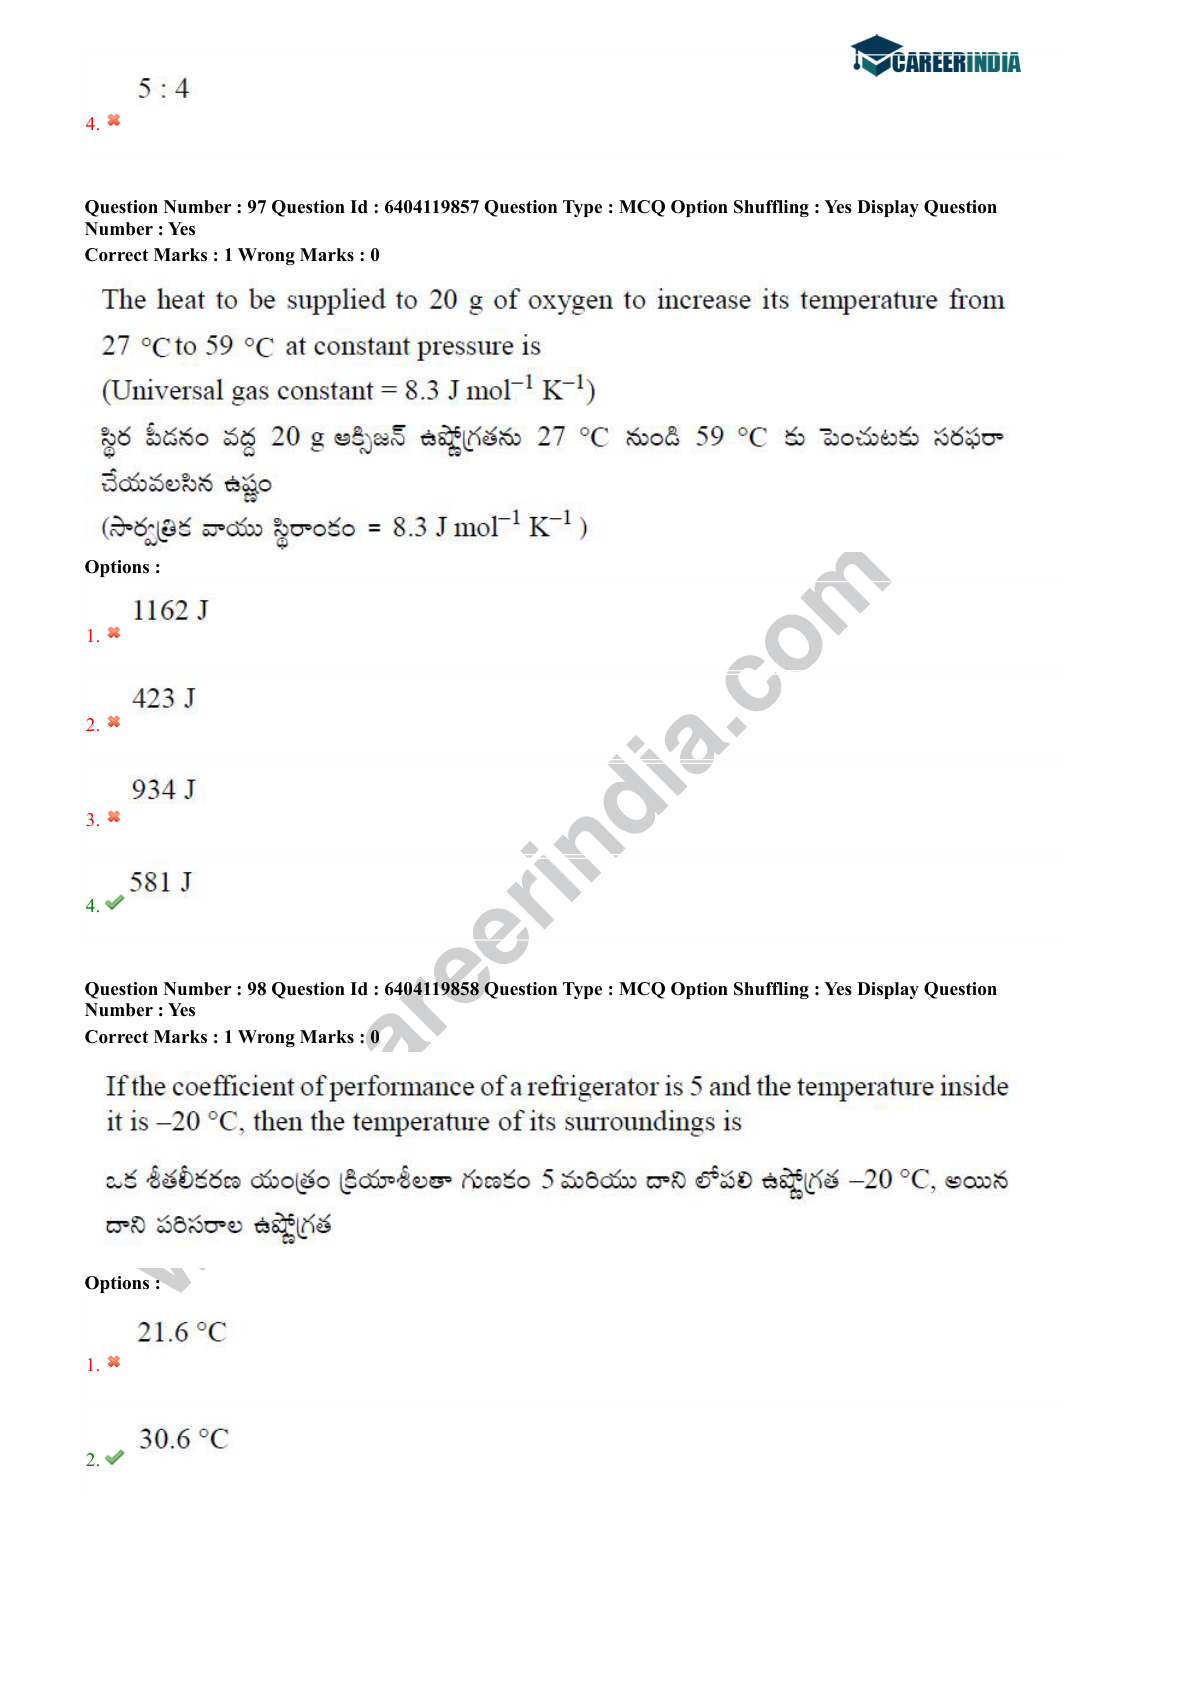 CAREERINDIA
5 : 4
4.
Question Number : 97 Question Id : 6404119857 Question Type : MCQ Option Shuffling : Yes Display Question
Number : Yes
Correct Marks : 1 Wrong Marks : 0
The heat to be supplied to 20 g of oxygen to increase its temperature from
27 °C to 59 °C at constant pressure is
(Universal gas constant = 8.3 J mol⁻¹ K⁻¹)
స్థిర పీడనం వద్ద 20 g ఆక్సిజన్ ఉష్ణోగ్రతను 27 °C నుండి 59 °C కు పెంచుటకు సరఫరా
చేయవలసిన ఉష్ణం
(సార్వత్రిక వాయు స్థిరాంకం = 8.3 J mol⁻¹ K⁻¹ )
Options :
1162 J
1.
423 J
2.
934 J
3.
581 J
4.
Question Number : 98 Question Id : 6404119858 Question Type : MCQ Option Shuffling : Yes Display Question
Number : Yes
Correct Marks : 1 Wrong Marks : 0
If the coefficient of performance of a refrigerator is 5 and the temperature inside
it is –20 °C, then the temperature of its surroundings is
ఒక శీతలీకరణ యంత్రం క్రియాశీలతా గుణకం 5 మరియు దాని లోపలి ఉష్ణోగ్రత –20 °C, అయిన
దాని పరిసరాల ఉష్ణోగ్రత
Options :
21.6 °C
1.
30.6 °C
2.
areerindia.com